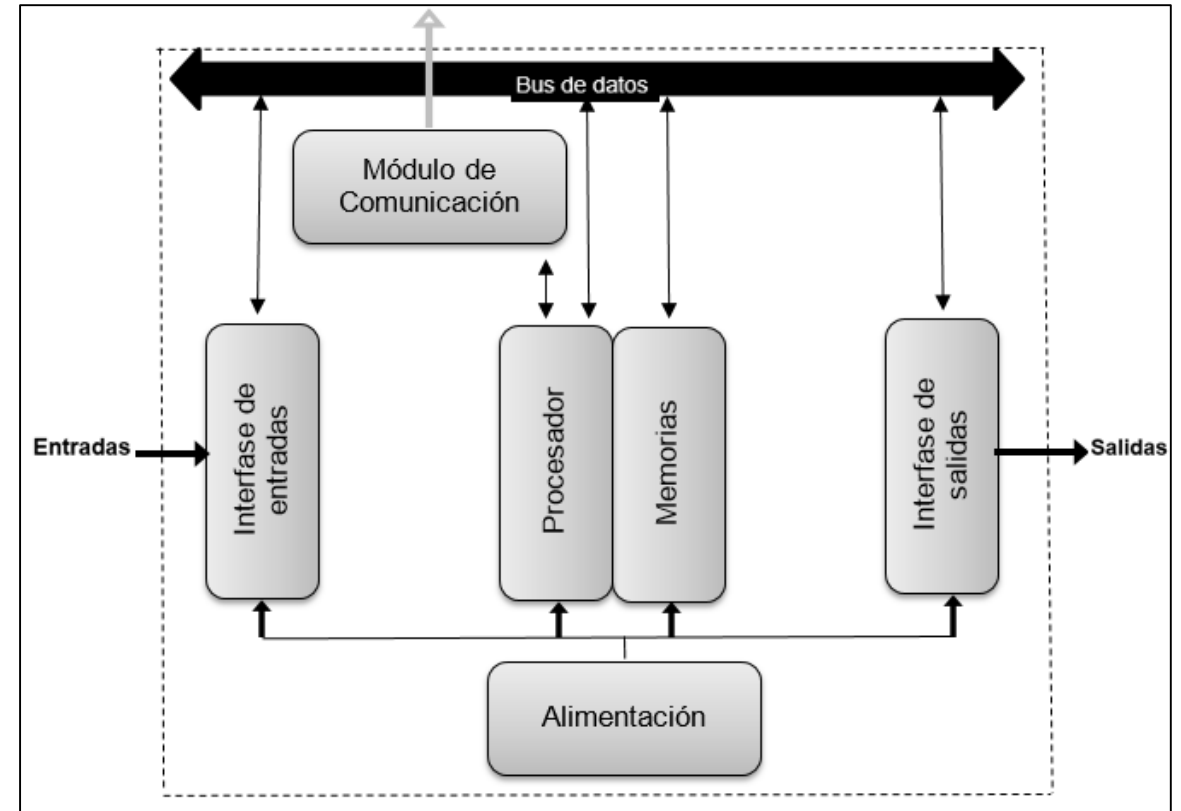 Bus de datos
Módulo de
Comunicación
Entradas
Interfase de
entradas
Procesador
Memorias
Interfase de
salidas
Salidas
Alimentación